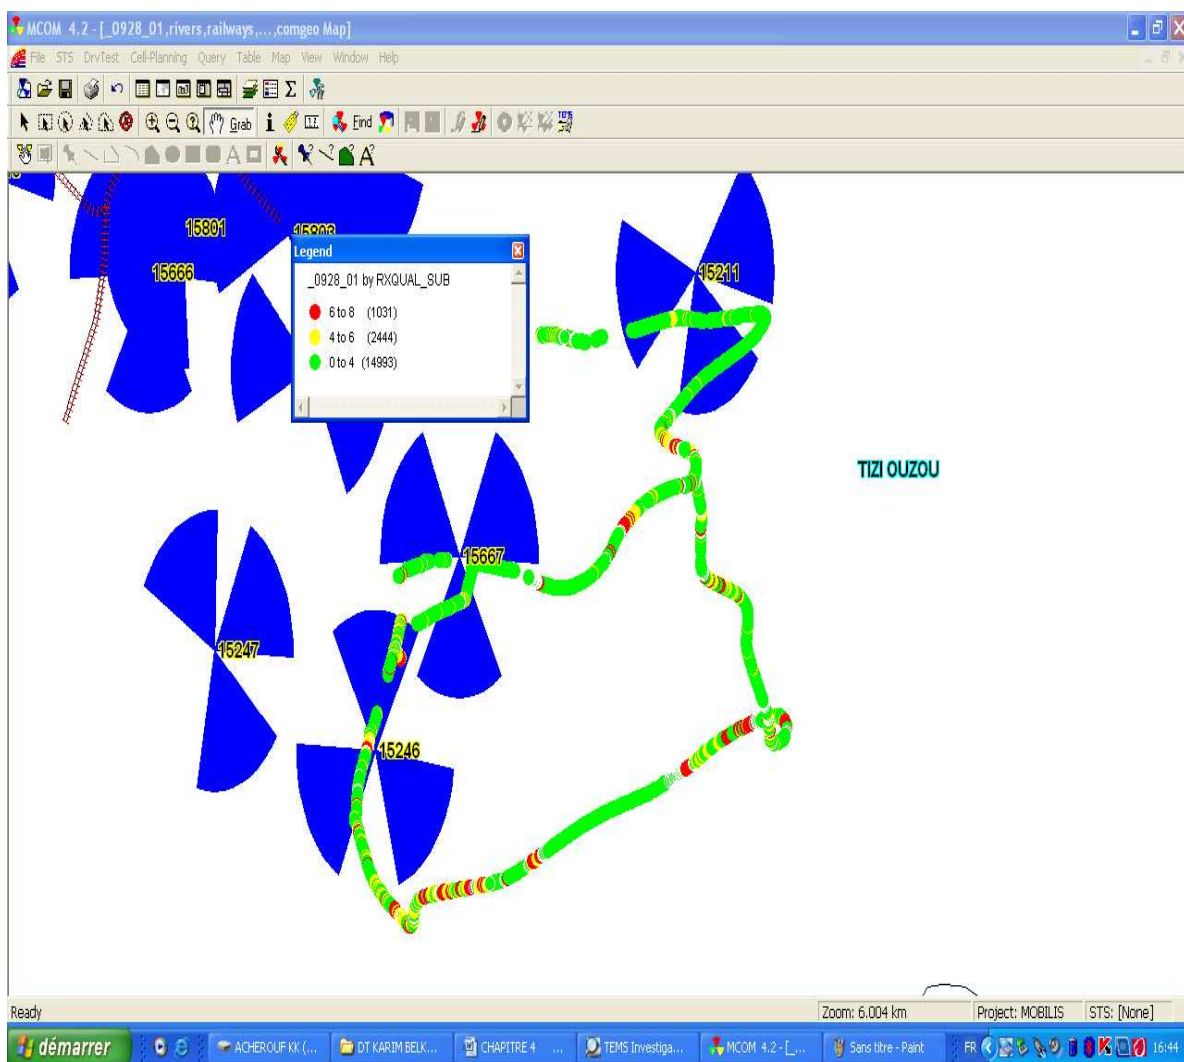 MCOM 4.2 - [_0928_01,rivers,railways,...,comgeo Map]
File STS DrvTest Cell-Planning Query Table Map View Window Help
Grab Find
15801
15803
15666
15211
Legend
_0928_01 by RXQUAL_SUB
6 to 8 (1031)
4 to 6 (2444)
0 to 4 (14993)
TIZI OUZOU
15667
15247
15246
Ready Zoom: 6.004 km Project: MOBILIS STS: [None]
démarrer ACHEROUF KK (... DT KARIM BELK... CHAPITRE 4 ... TEMS Investiga... MCOM 4.2 - [_... Sans titre - Paint FR 16:44